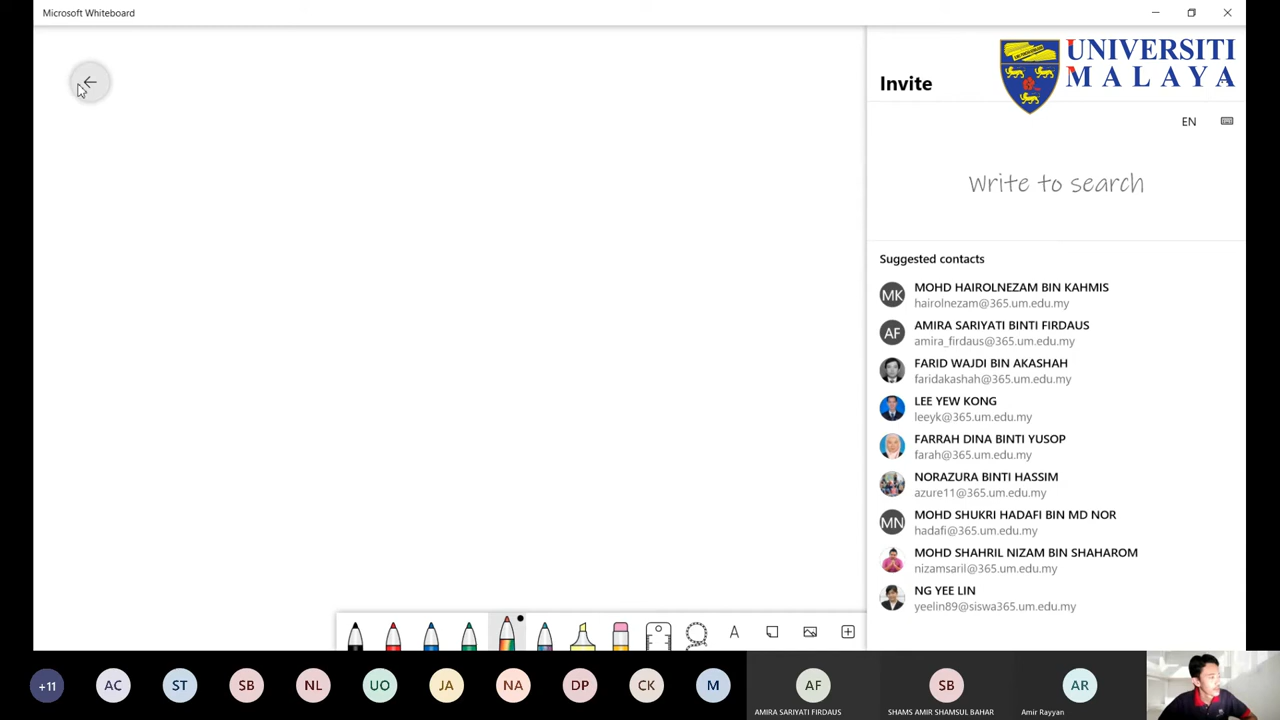 Microsoft Whiteboard
UNIVERSITI
MALAYA
Invite
EN
Write to search
Suggested contacts
MK
MOHD HAIROLNEZAM BIN KAHMIS
hairolnezam@365.um.edu.my
AF
AMIRA SARIYATI BINTI FIRDAUS
amira_firdaus@365.um.edu.my
FARID WAJDI BIN AKASHAH
faridakashah@365.um.edu.my
LEE YEW KONG
leeyk@365.um.edu.my
FARRAH DINA BINTI YUSOP
farah@365.um.edu.my
NORAZURA BINTI HASSIM
azure11@365.um.edu.my
MN
MOHD SHUKRI HADAFI BIN MD NOR
hadafi@365.um.edu.my
MOHD SHAHRIL NIZAM BIN SHAHAROM
nizamsaril@365.um.edu.my
NG YEE LIN
yeelin89@siswa365.um.edu.my
A
+11 AC ST SB NL UO JA NA DP CK M AF SB AR
AMIRA SARIYATI FIRDAUS SHAMS AMIR SHAMSUL BAHAR Amir Rayyan